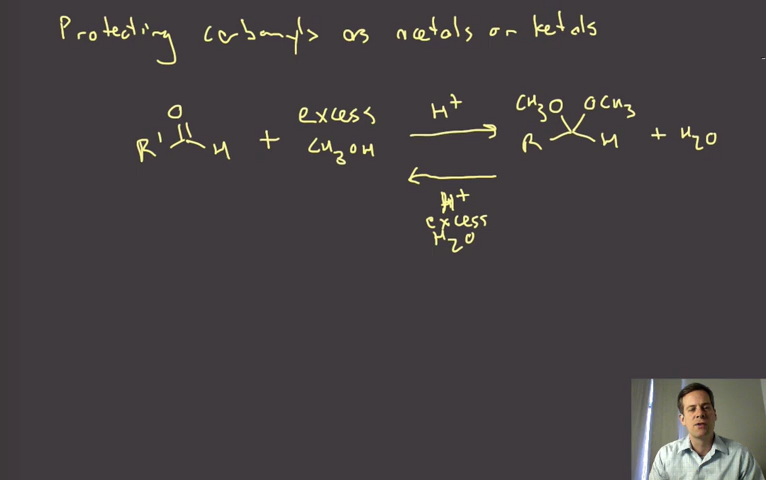 Protecting carbonyls as acetals or ketals
O
R' H + excess CH3OH
H+
CH3O OCH3
R H + H2O
H+
excess
H2O